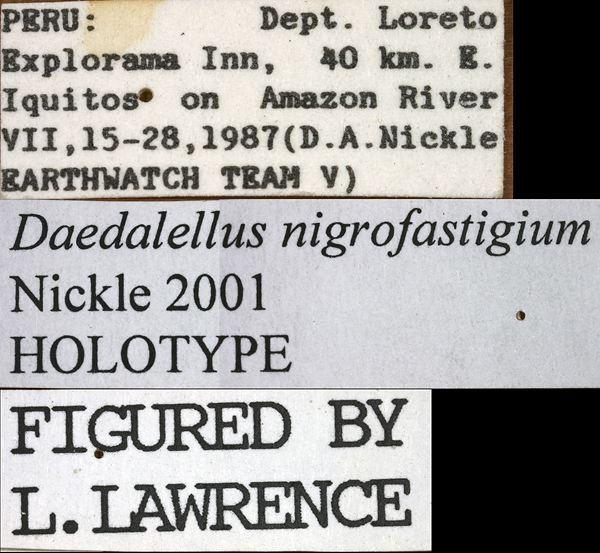 PERU: Dept. Loreto
Explorama Inn, 40 km. E.
Iquitos on Amazon River
VII,15-28,1987(D.A.Nickle
EARTHWATCH TEAM V)
Daedalellus nigrofastigium
Nickle 2001
HOLOTYPE
FIGURED BY
L.LAWRENCE